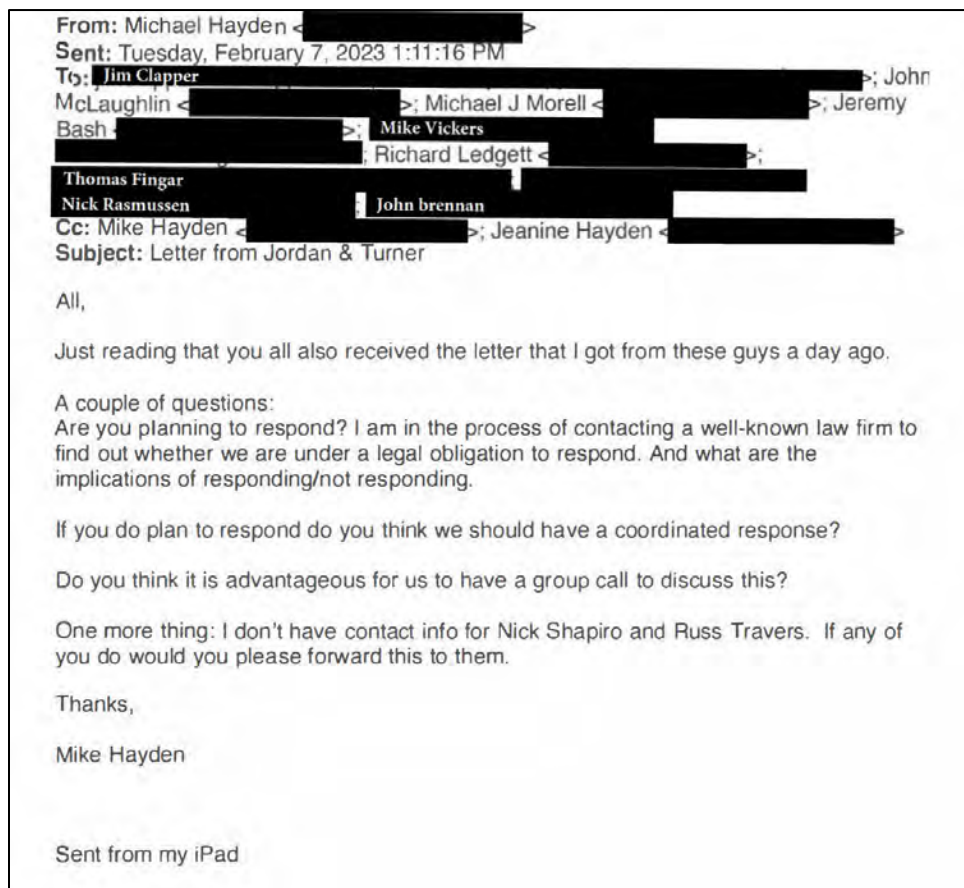 From: Michael Hayden < >
Sent: Tuesday, February 7, 2023 1:11:16 PM
To: Jim Clapper >; John
McLaughlin < >; Michael J Morell < >; Jeremy
Bash < >; Mike Vickers
; Richard Ledgett < >;
Thomas Fingar ;
Nick Rasmussen ; John brennan
Cc: Mike Hayden < >; Jeanine Hayden < >
Subject: Letter from Jordan & Turner
All,
Just reading that you all also received the letter that I got from these guys a day ago.
A couple of questions:
Are you planning to respond? I am in the process of contacting a well-known law firm to
find out whether we are under a legal obligation to respond. And what are the
implications of responding/not responding.
If you do plan to respond do you think we should have a coordinated response?
Do you think it is advantageous for us to have a group call to discuss this?
One more thing: I don't have contact info for Nick Shapiro and Russ Travers. If any of
you do would you please forward this to them.
Thanks,
Mike Hayden
Sent from my iPad